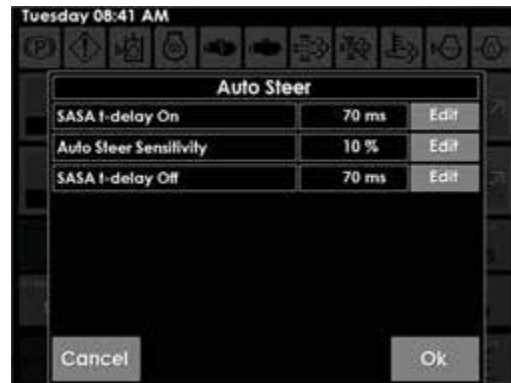 Tuesday 08:41 AM
Auto Steer
SASA t-delay On 70 ms Edit
Auto Steer Sensitivity 10 % Edit
SASA t-delay Off 70 ms Edit
Cancel Ok